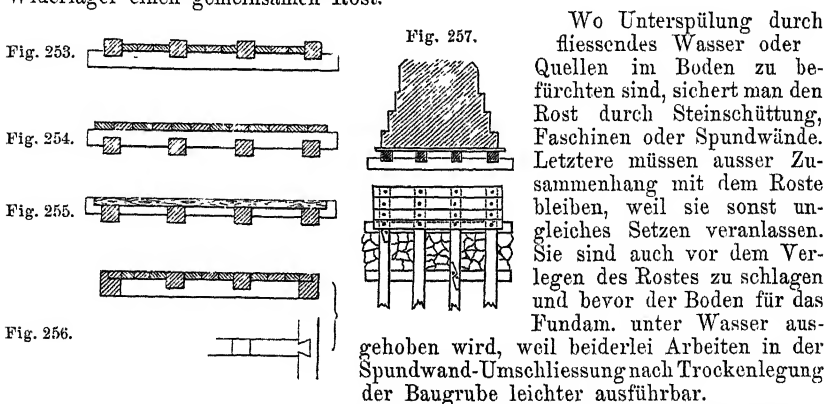 Widerlager einen gemeinsamen Rost.
Fig. 253.
Fig. 254.
Fig. 255.
Fig. 256.
Fig. 257.
Wo Unterspülung durch
fliessendes Wasser oder
Quellen im Boden zu be-
fürchten sind, sichert man den
Rost durch Steinschüttung,
Faschinen oder Spundwände.
Letztere müssen ausser Zu-
sammenhang mit dem Roste
bleiben, weil sie sonst un-
gleiches Setzen veranlassen.
Sie sind auch vor dem Ver-
legen des Rostes zu schlagen
und bevor der Boden für das
Fundam. unter Wasser aus-
gehoben wird, weil beiderlei Arbeiten in der
Spundwand-Umschliessung nach Trockenlegung
der Baugrube leichter ausführbar.